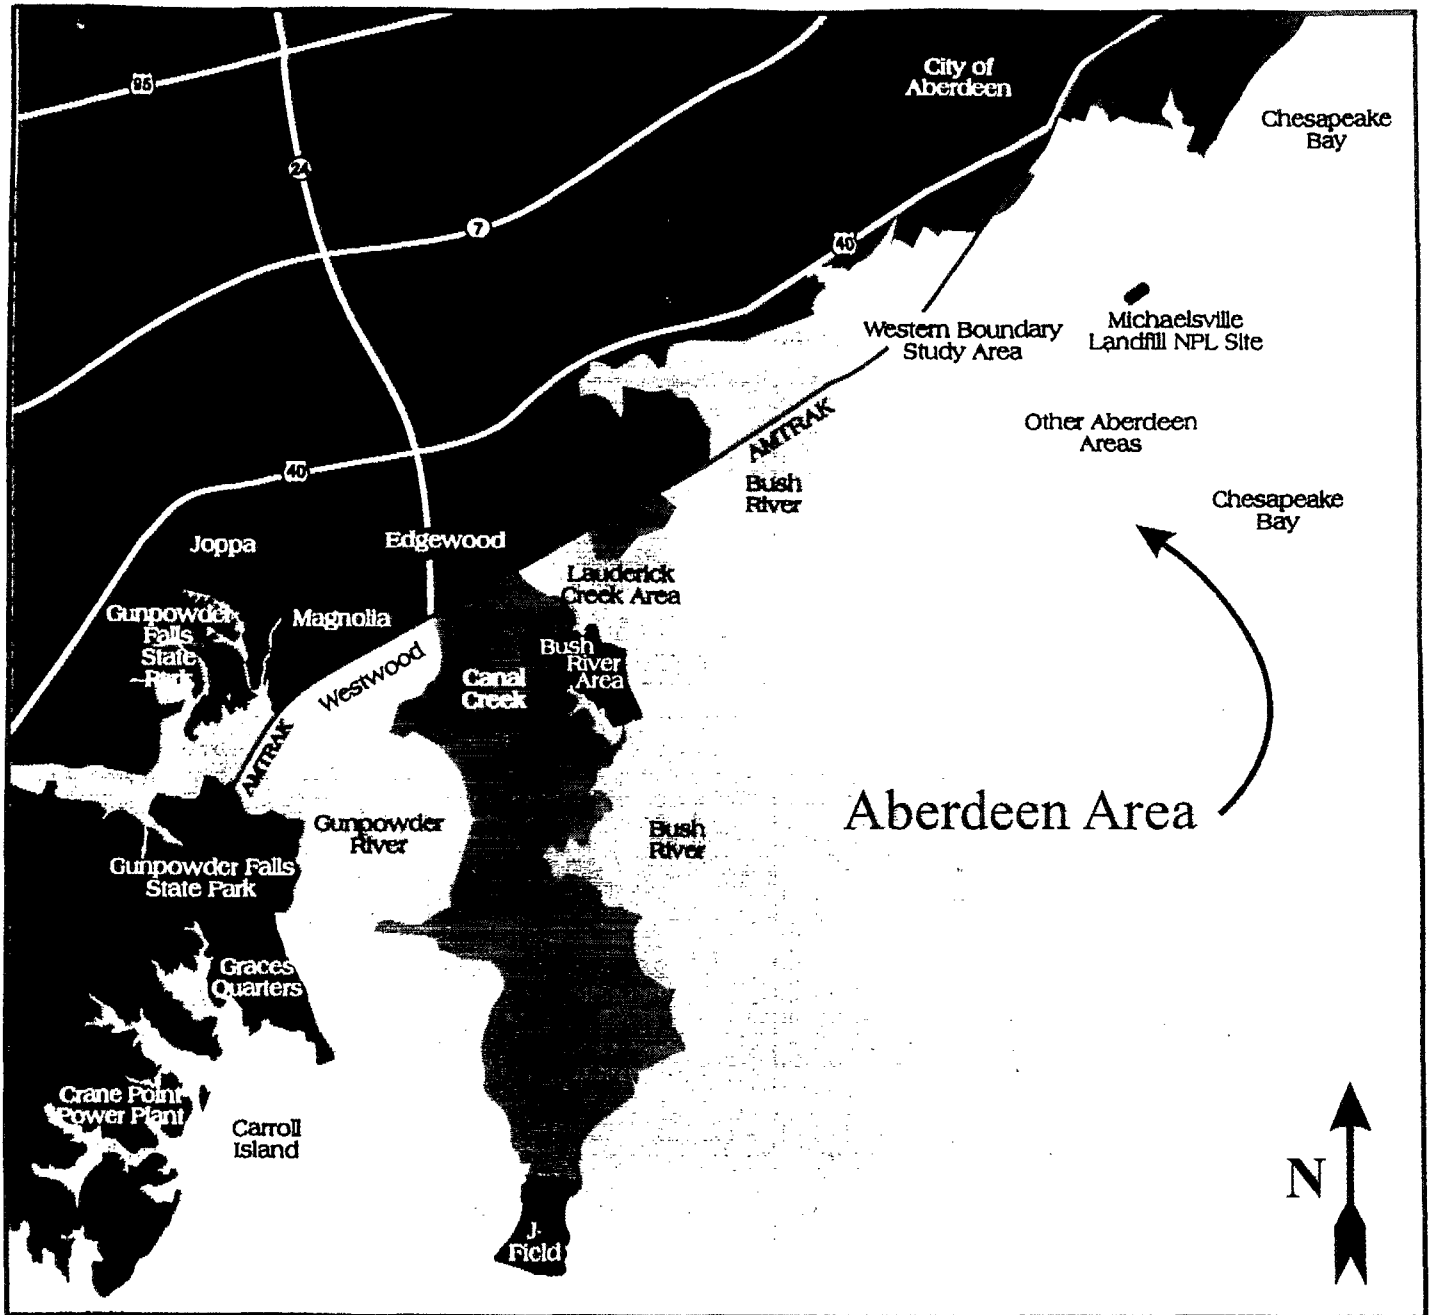 City of
Aberdeen
95
Chesapeake
Bay
24
7
40
Western Boundary
Study Area
Michaelsville
Landfill NPL Site
AMTRAK
Other Aberdeen
Areas
40
Bush
River
Chesapeake
Bay
Joppa
Edgewood
Lauderick
Creek Area
Gunpowder
Falls
State
Park
Magnolia
Bush
River
Area
Westwood
Canal
Creek
AMTRAK
Aberdeen Area
Gunpowder
River
Bush
River
Gunpowder Falls
State Park
Graces
Quarters
Crane Point
Power Plant
Carroll
Island
N
J-
Field